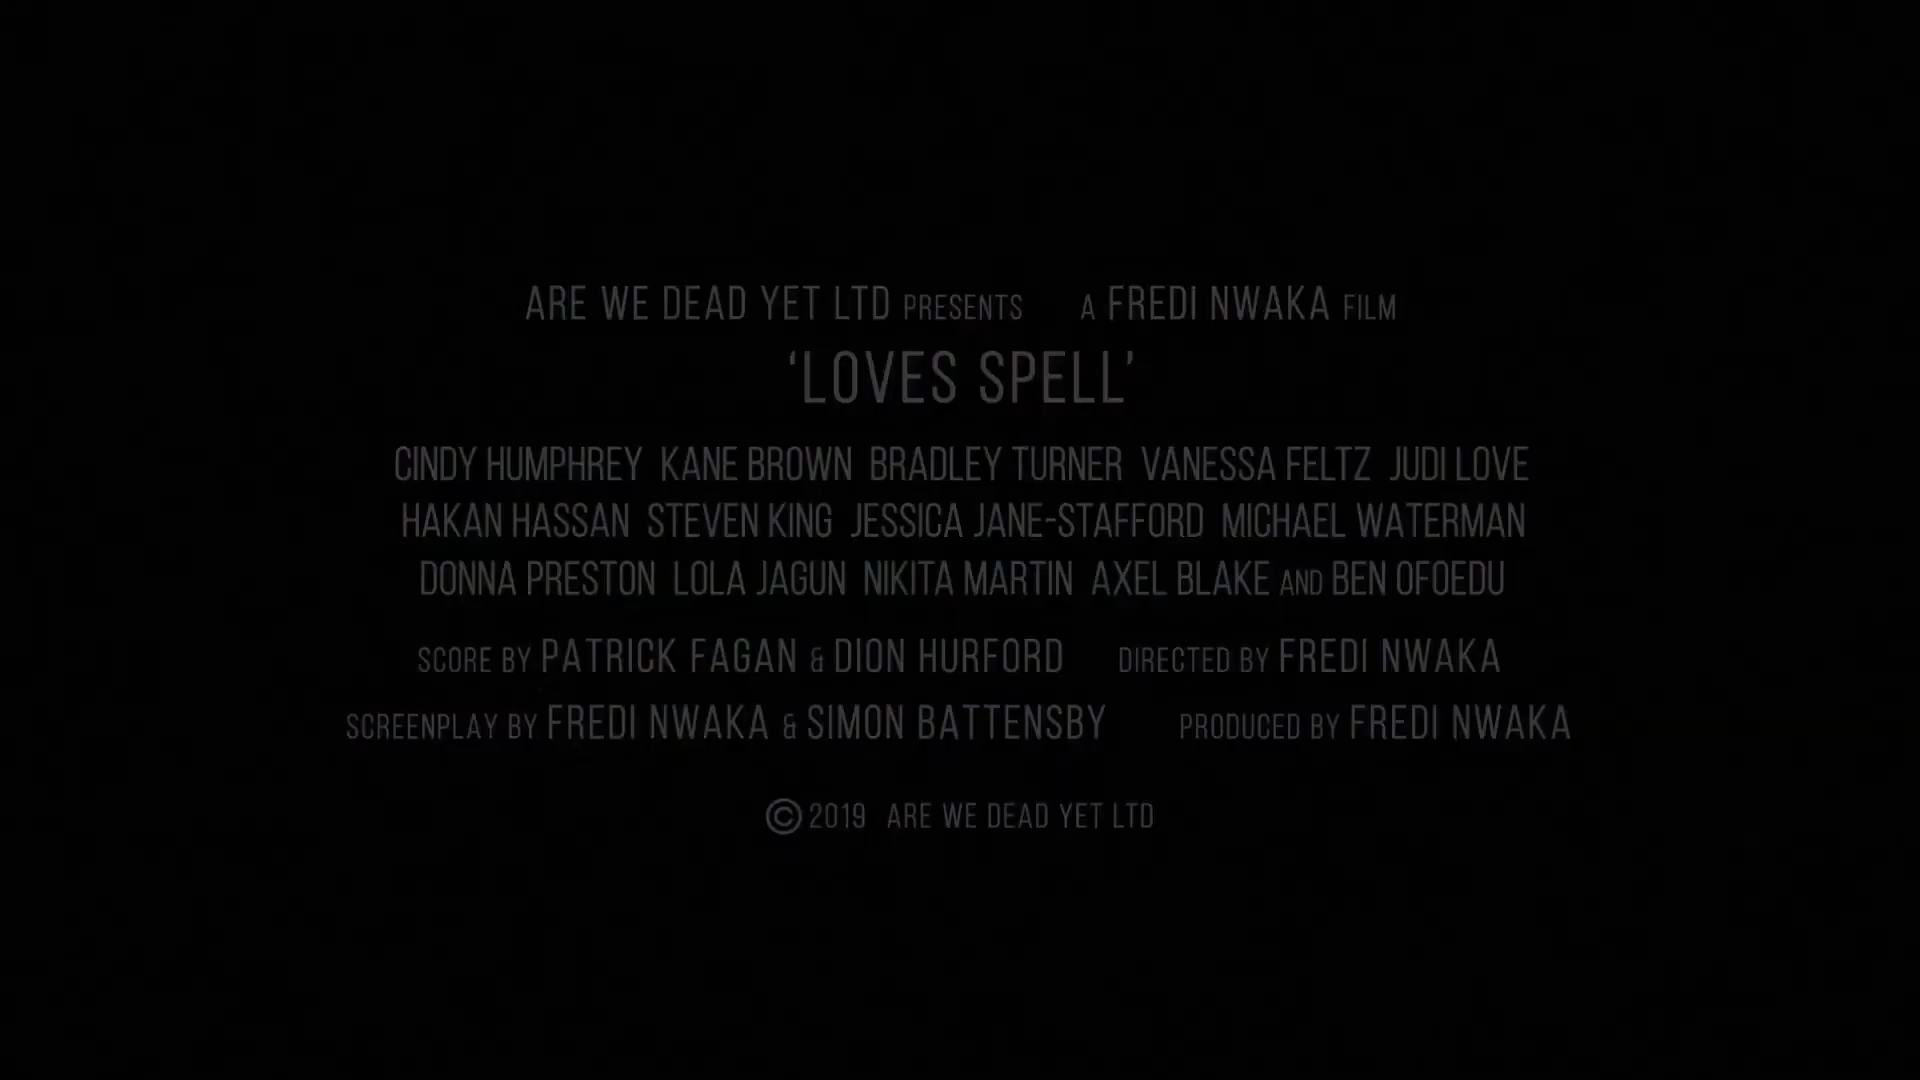 ARE WE DEAD YET LTD PRESENTS A FREDI NWAKA FILM
‘LOVES SPELL’
CINDY HUMPHREY KANE BROWN BRADLEY TURNER VANESSA FELTZ JUDI LOVE
HAKAN HASSAN STEVEN KING JESSICA JANE-STAFFORD MICHAEL WATERMAN
DONNA PRESTON LOLA JAGUN NIKITA MARTIN AXEL BLAKE AND BEN OFOEDU
SCORE BY PATRICK FAGAN & DION HURFORD DIRECTED BY FREDI NWAKA
SCREENPLAY BY FREDI NWAKA & SIMON BATTENSBY PRODUCED BY FREDI NWAKA
© 2019 ARE WE DEAD YET LTD